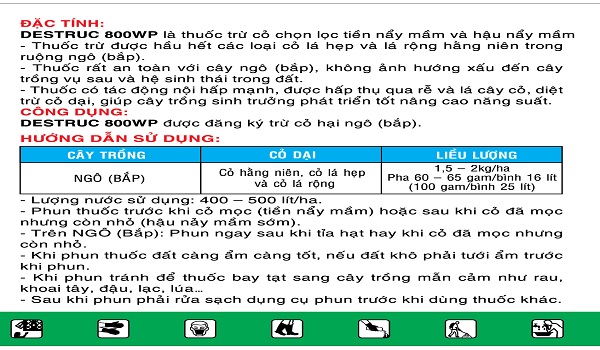 ĐẶC TÍNH:
DESTRUC 800WP là thuốc trừ cỏ chọn lọc tiền nẩy mầm và hậu nẩy mầm
- Thuốc trừ được hầu hết các loại cỏ lá hẹp và lá rộng hằng niên trong
ruộng ngô (bắp).
- Thuốc rất an toàn với cây ngô (bắp), không ảnh hưởng xấu đến cây
trồng vụ sau và hệ sinh thái trong đất.
- Thuốc có tác động nội hấp mạnh, được hấp thụ qua rễ và lá cây cỏ, diệt
trừ cỏ dại, giúp cây trồng sinh trưởng phát triển tốt nâng cao năng suất.
CÔNG DỤNG:
DESTRUC 800WP được đăng ký trừ cỏ hại ngô (bắp).
HƯỚNG DẪN SỬ DỤNG:
CÂY TRỒNG CỎ DẠI LIỀU LƯỢNG
NGÔ (BẮP)
Cỏ hằng niên, cỏ lá hẹp
và cỏ lá rộng
1,5 – 2kg/ha
Pha 60 – 65 gam/bình 16 lít
(100 gam/bình 25 lít)
- Lượng nước sử dụng: 400 – 500 lít/ha.
- Phun thuốc trước khi cỏ mọc (tiền nẩy mầm) hoặc sau khi cỏ đã mọc
nhưng còn nhỏ (hậu nảy mầm sớm).
- Trên NGÔ (Bắp): Phun ngay sau khi tỉa hạt hay khi cỏ đã mọc nhưng
còn nhỏ.
- Khi phun thuốc đất càng ẩm càng tốt, nếu đất khô phải tưới ẩm trước
khi phun.
- Khi phun tránh để thuốc bay tạt sang cây trồng mẫn cảm như rau,
khoai tây, đậu, lạc, lúa...
- Sau khi phun phải rửa sạch dụng cụ phun trước khi dùng thuốc khác.